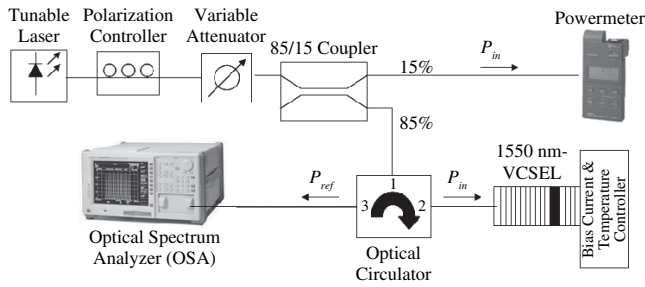 Tunable
Laser
Polarization
Controller
Variable
Attenuator
85/15 Coupler
15%
P_in
Powermeter
85%
P_ref
1
2
3
P_in
1550 nm-
VCSEL
Bias Current &
Temperature
Controller
Optical Spectrum
Analyzer (OSA)
Optical
Circulator